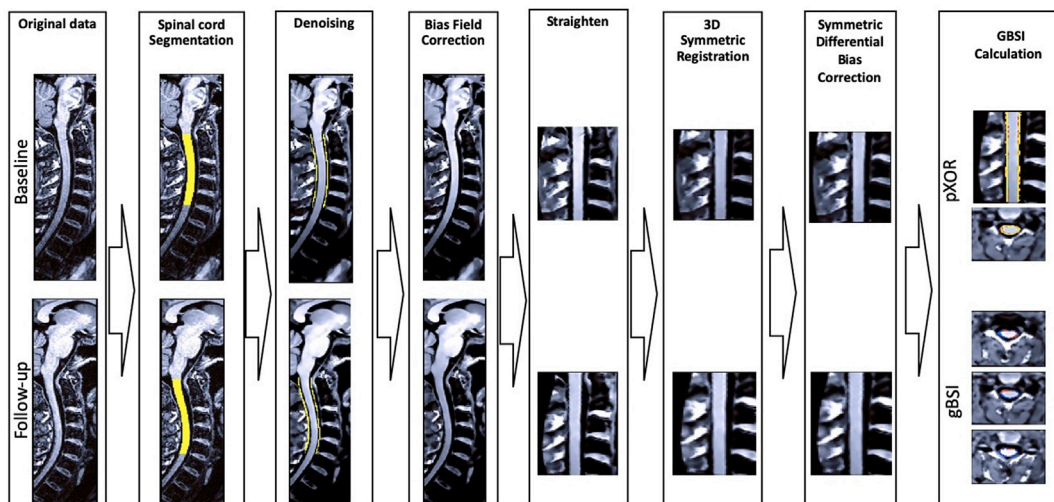 Original data
Spinal cord
Segmentation
Denoising
Bias Field
Correction
Straighten
3D
Symmetric
Registration
Symmetric
Differential
Bias
Correction
GBSI
Calculation
Baseline
Follow-up
pXOR
gBSI